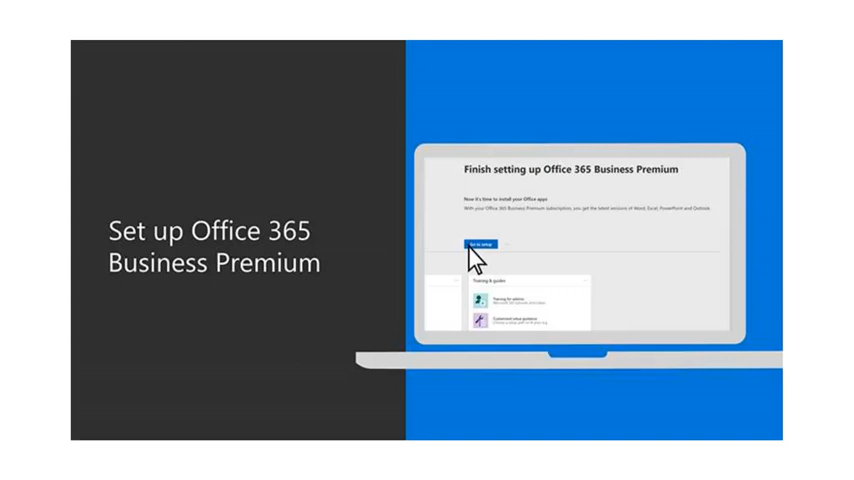 Set up Office 365
Business Premium
Finish setting up Office 365 Business Premium
Now it's time to install your Office apps
With your Office 365 Business Premium subscription, you get the latest versions of Word, Excel, PowerPoint and Outlook.
Go to setup
Training & guides
Training for admins
Customized setup guidance